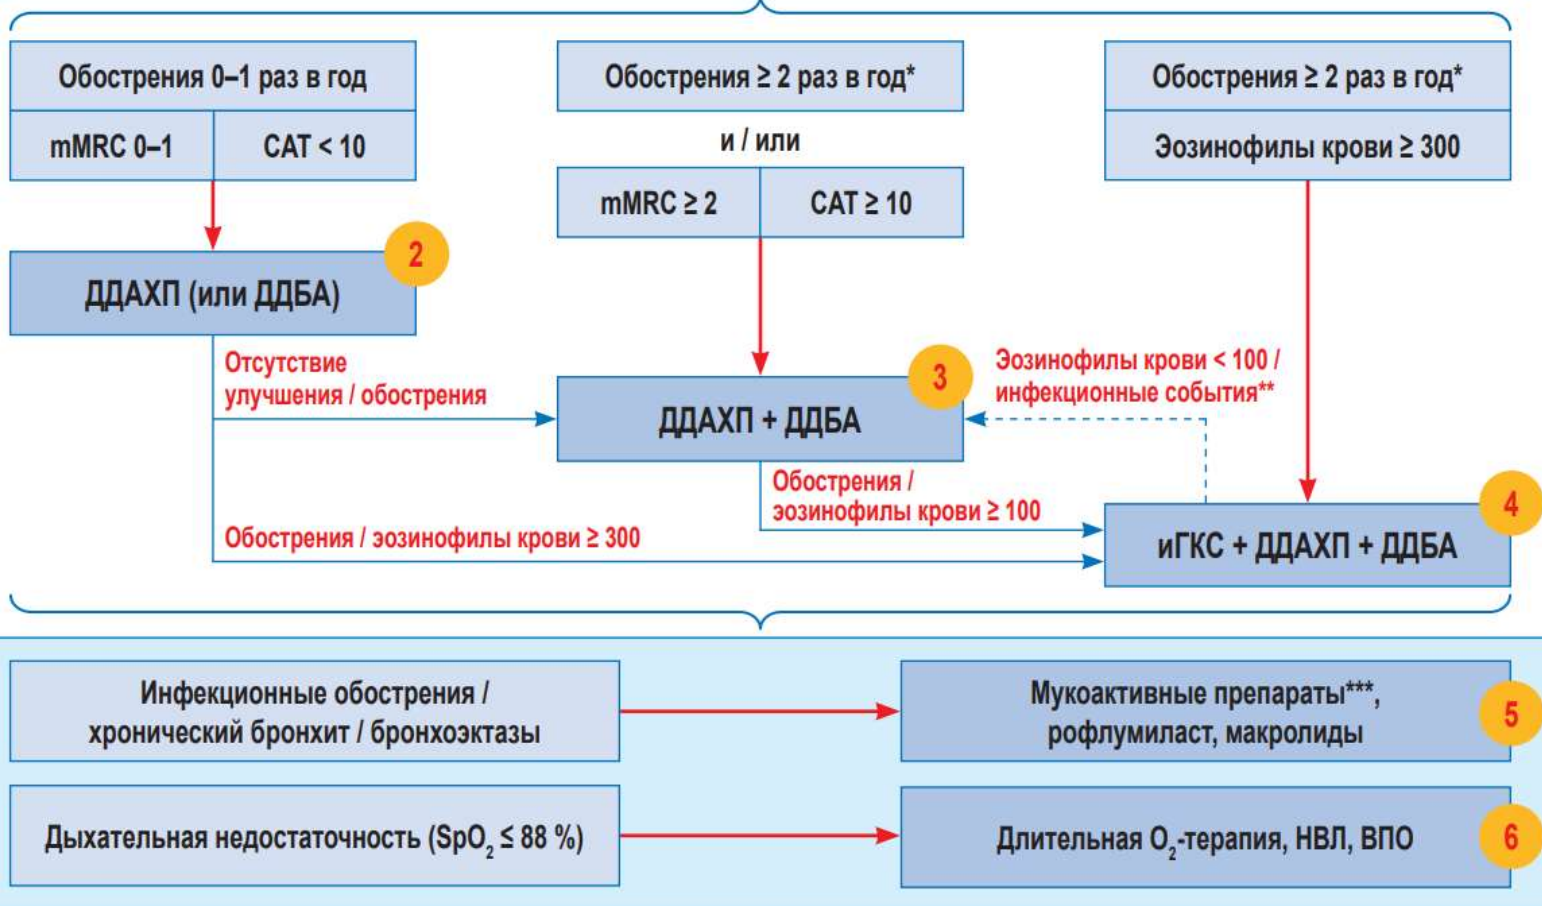 Обострения 0–1 раз в год
mMRC 0–1
CAT < 10
Обострения ≥ 2 раз в год*
и / или
mMRC ≥ 2
CAT ≥ 10
Обострения ≥ 2 раз в год*
Эозинофилы крови ≥ 300
2
ДДАХП (или ДДБА)
Отсутствие
улучшения / обострения
3
ДДАХП + ДДБА
Эозинофилы крови < 100 /
инфекционные события**
Обострения /
эозинофилы крови ≥ 100
Обострения / эозинофилы крови ≥ 300
4
иГКС + ДДАХП + ДДБА
Инфекционные обострения /
хронический бронхит / бронхоэктазы
Мукоактивные препараты***,
рофлумиласт, макролиды
5
Дыхательная недостаточность (SpO₂ ≤ 88 %)
Длительная O₂-терапия, НВЛ, ВПО
6